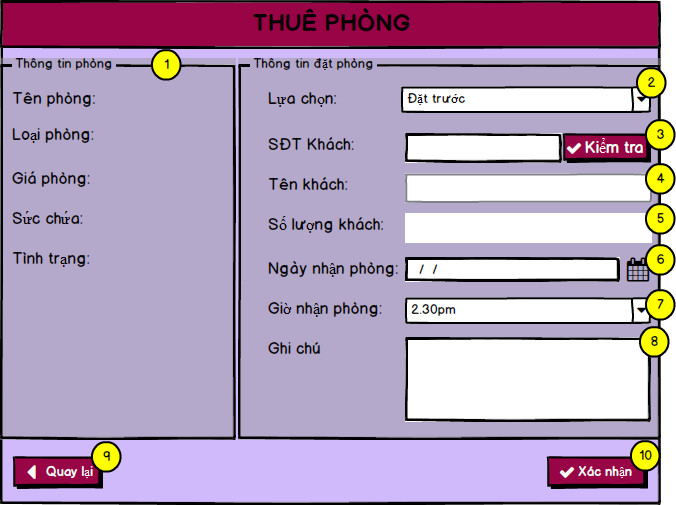 THUÊ PHÒNG
Thông tin phòng 1
Tên phòng:
Loại phòng:
Giá phòng:
Sức chứa:
Tình trạng:
Thông tin đặt phòng
Lựa chọn: Đặt trước 2
SĐT Khách: Kiểm tra 3
Tên khách: 4
Số lượng khách: 5
Ngày nhận phòng: / / 6
Giờ nhận phòng: 2.30pm 7
Ghi chú 8
Quay lại 9
Xác nhận 10